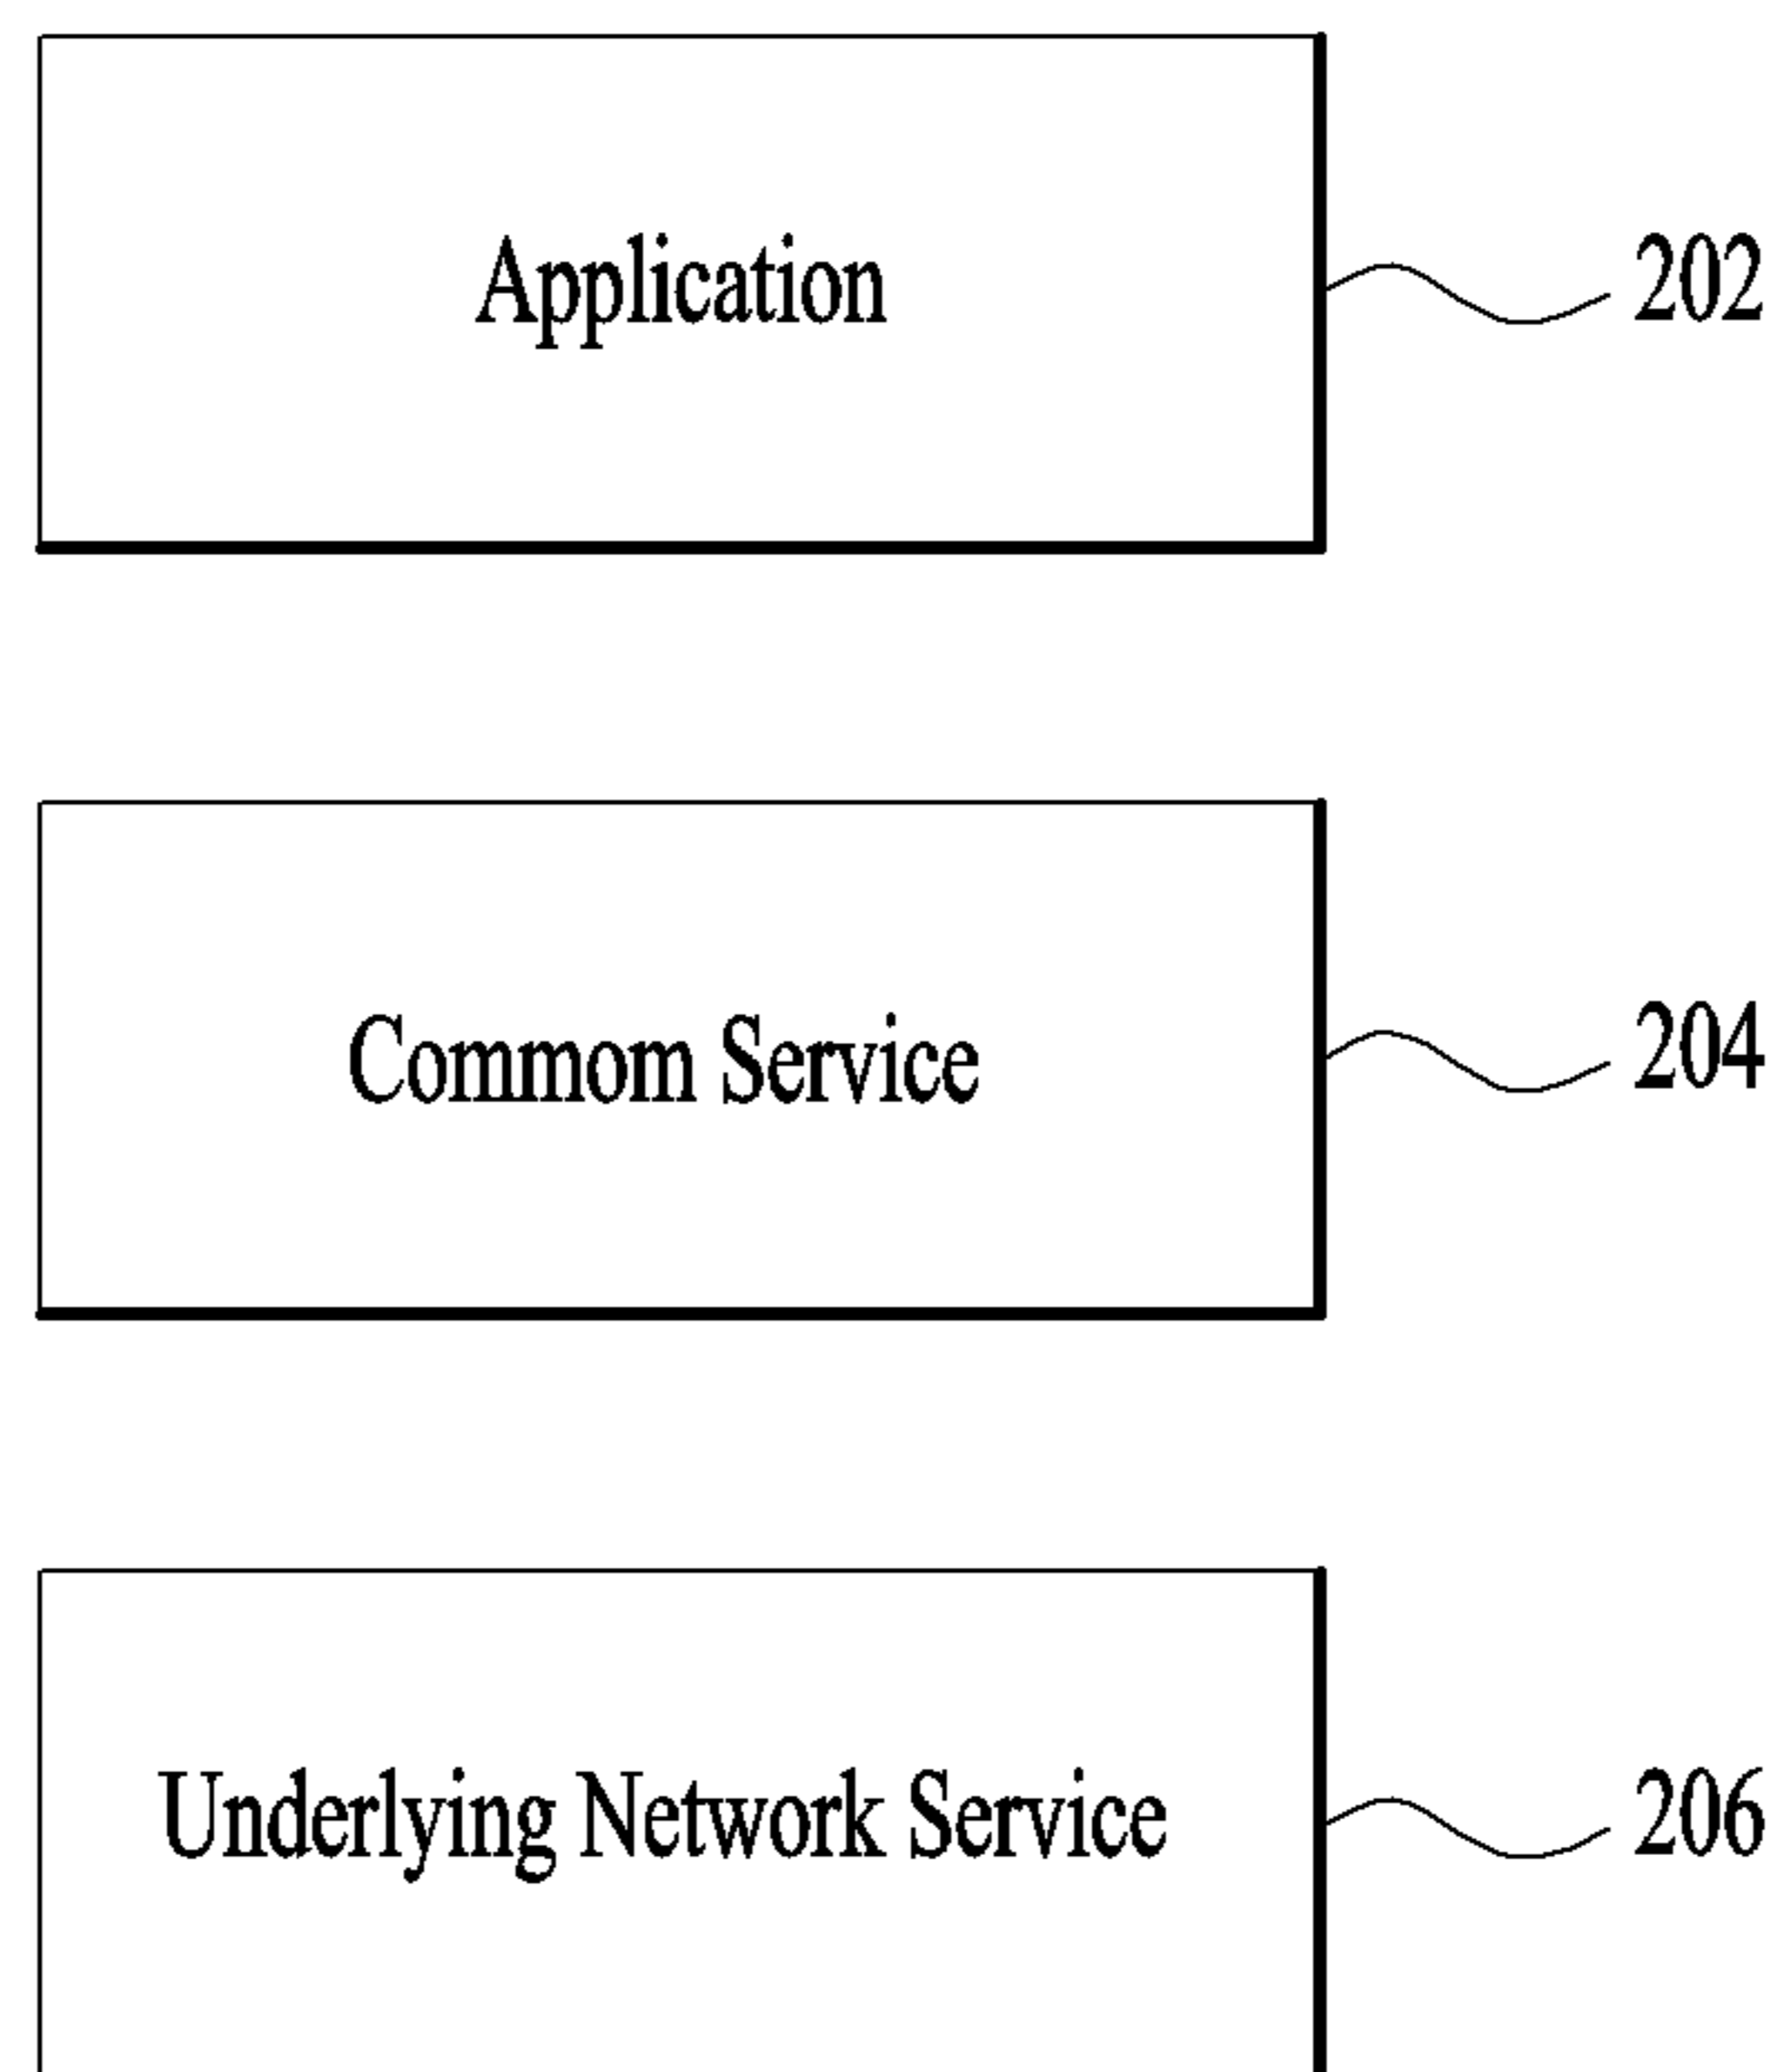 Application
202
Commom Service
204
Underlying Network Service
206